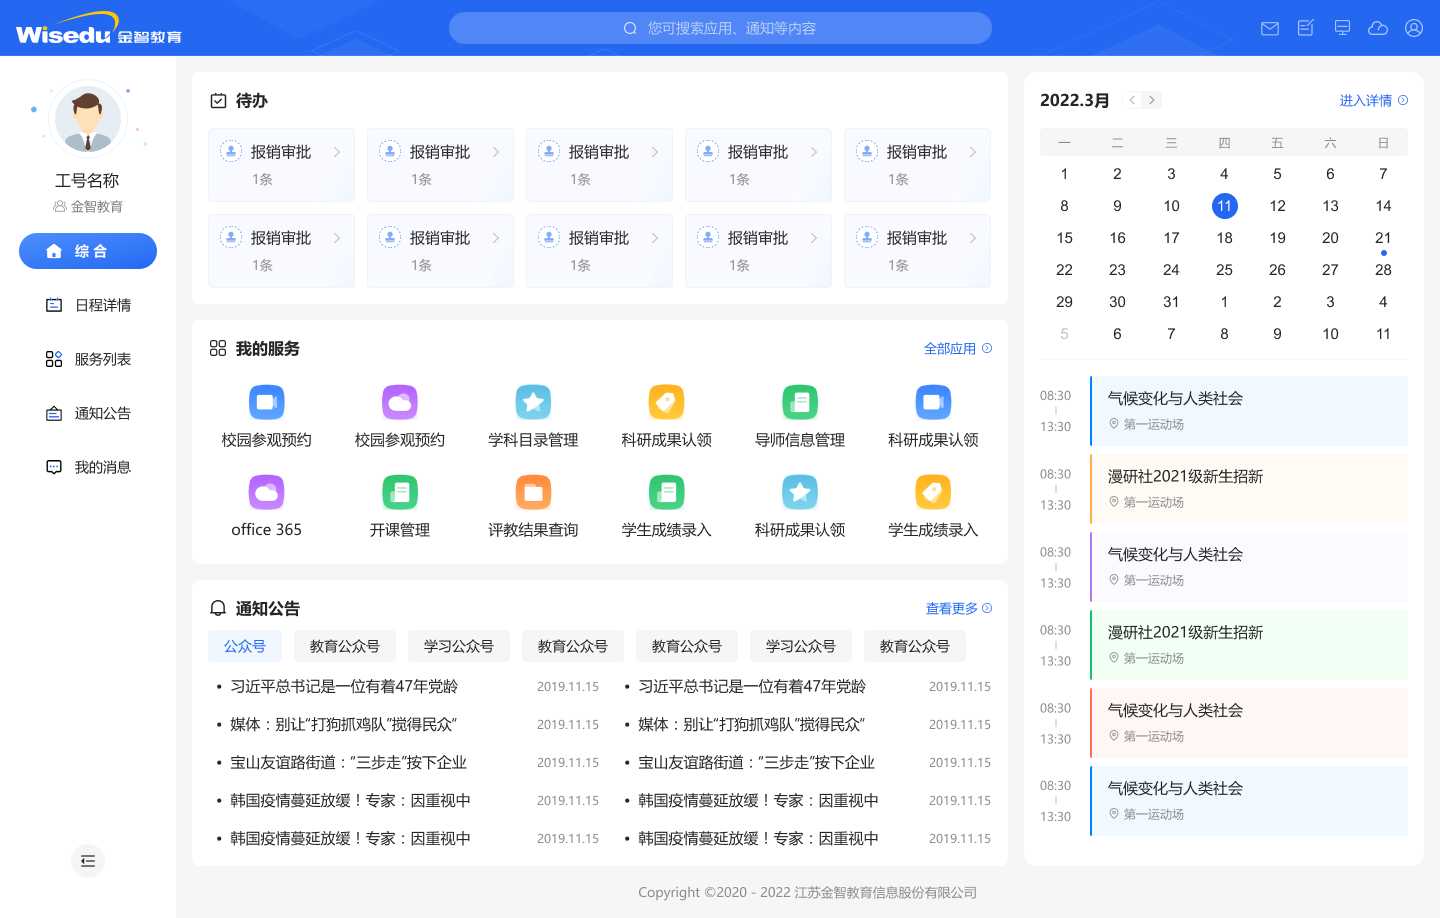 Wisedu 金智教育
您可搜索应用、通知等内容
工号名称
金智教育
综 合
日程详情
服务列表
通知公告
我的消息
待办
报销审批 报销审批 报销审批 报销审批 报销审批
1条 1条 1条 1条 1条
报销审批 报销审批 报销审批 报销审批 报销审批
1条 1条 1条 1条 1条
我的服务 全部应用
校园参观预约 校园参观预约 学科目录管理 科研成果认领 导师信息管理 科研成果认领
office 365 开课管理 评教结果查询 学生成绩录入 科研成果认领 学生成绩录入
通知公告 查看更多
公众号 教育公众号 学习公众号 教育公众号 教育公众号 学习公众号 教育公众号
• 习近平总书记是一位有着47年党龄 2019.11.15 • 习近平总书记是一位有着47年党龄 2019.11.15
• 媒体：别让“打狗抓鸡队”搅得民众“ 2019.11.15 • 媒体：别让“打狗抓鸡队”搅得民众“ 2019.11.15
• 宝山友谊路街道：“三步走”按下企业 2019.11.15 • 宝山友谊路街道：“三步走”按下企业 2019.11.15
• 韩国疫情蔓延放缓！专家：因重视中 2019.11.15 • 韩国疫情蔓延放缓！专家：因重视中 2019.11.15
• 韩国疫情蔓延放缓！专家：因重视中 2019.11.15 • 韩国疫情蔓延放缓！专家：因重视中 2019.11.15
2022.3月 进入详情
一 二 三 四 五 六 日
1 2 3 4 5 6 7
8 9 10 11 12 13 14
15 16 17 18 19 20 21
22 23 24 25 26 27 28
29 30 31 1 2 3 4
5 6 7 8 9 10 11
08:30 气候变化与人类社会
13:30 第一运动场
08:30 漫研社2021级新生招新
13:30 第一运动场
08:30 气候变化与人类社会
13:30 第一运动场
08:30 漫研社2021级新生招新
13:30 第一运动场
08:30 气候变化与人类社会
13:30 第一运动场
08:30 气候变化与人类社会
13:30 第一运动场
Copyright ©2020 - 2022 江苏金智教育信息股份有限公司